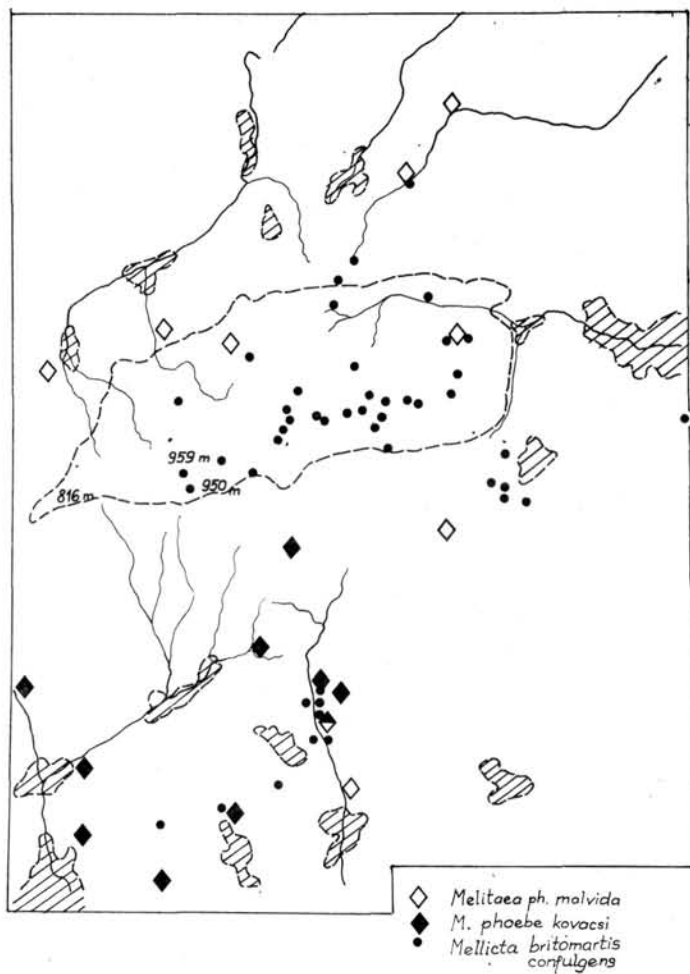 959 m
816 m
950 m
Melitaea ph. malvida
M. phoebe kovacsi
Mellicta britomartis
confulgens